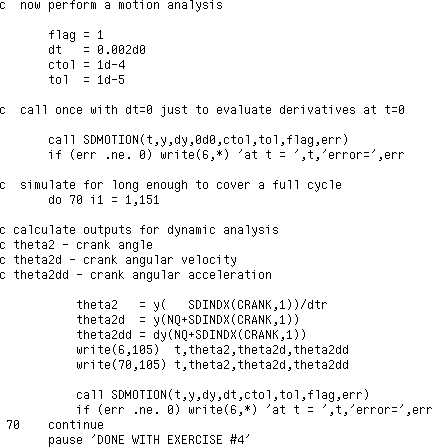 c  now perform a motion analysis
flag = 1
dt   = 0.002d0
ctol = 1d-4
tol  = 1d-5
c  call once with dt=0 just to evaluate derivatives at t=0
call SDMOTION(t,y,dy,0d0,ctol,tol,flag,err)
if (err .ne. 0) write(6,*) 'at t = ',t,'error=',err
c  simulate for long enough to cover a full cycle
do 70 i1 = 1,151
c calculate outputs for dynamic analysis
c theta2 - crank angle
c theta2d - crank angular velocity
c theta2dd - crank angular acceleration
theta2   = y(   SDINDX(CRANK,1))/dtr
theta2d  = y(NQ+SDINDX(CRANK,1))
theta2dd = dy(NQ+SDINDX(CRANK,1))
write(6,105)  t,theta2,theta2d,theta2dd
write(70,105) t,theta2,theta2d,theta2dd
call SDMOTION(t,y,dy,dt,ctol,tol,flag,err)
if (err .ne. 0) write(6,*) 'at t = ',t,'error=',err
70    continue
pause 'DONE WITH EXERCISE #4'